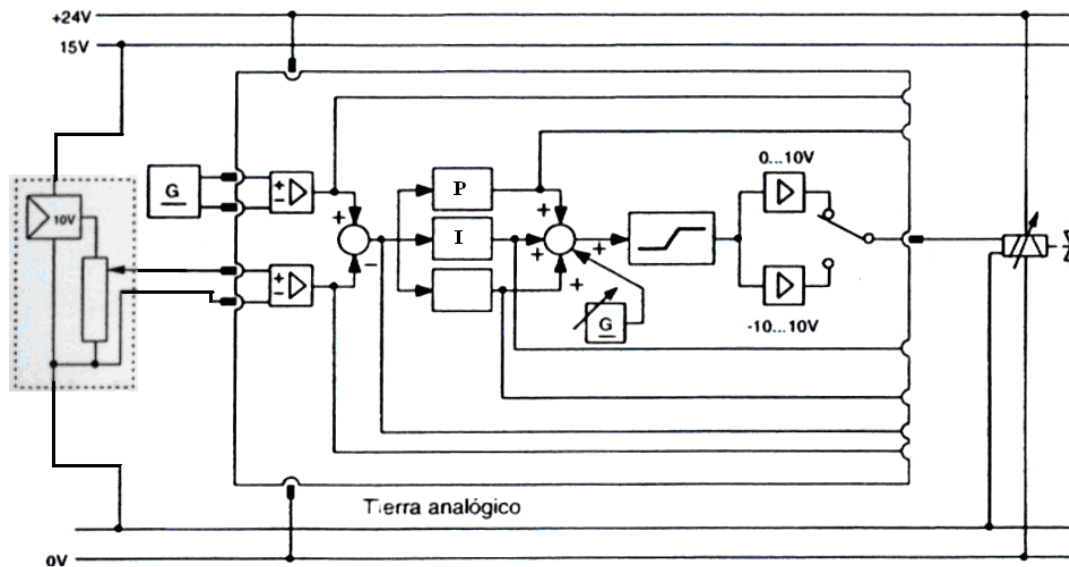 +24V
15V
10V
G
+
−
+
−
+
−
P
I
+
+
+
+
G
0...10V
-10...10V
Tierra analógico
0V